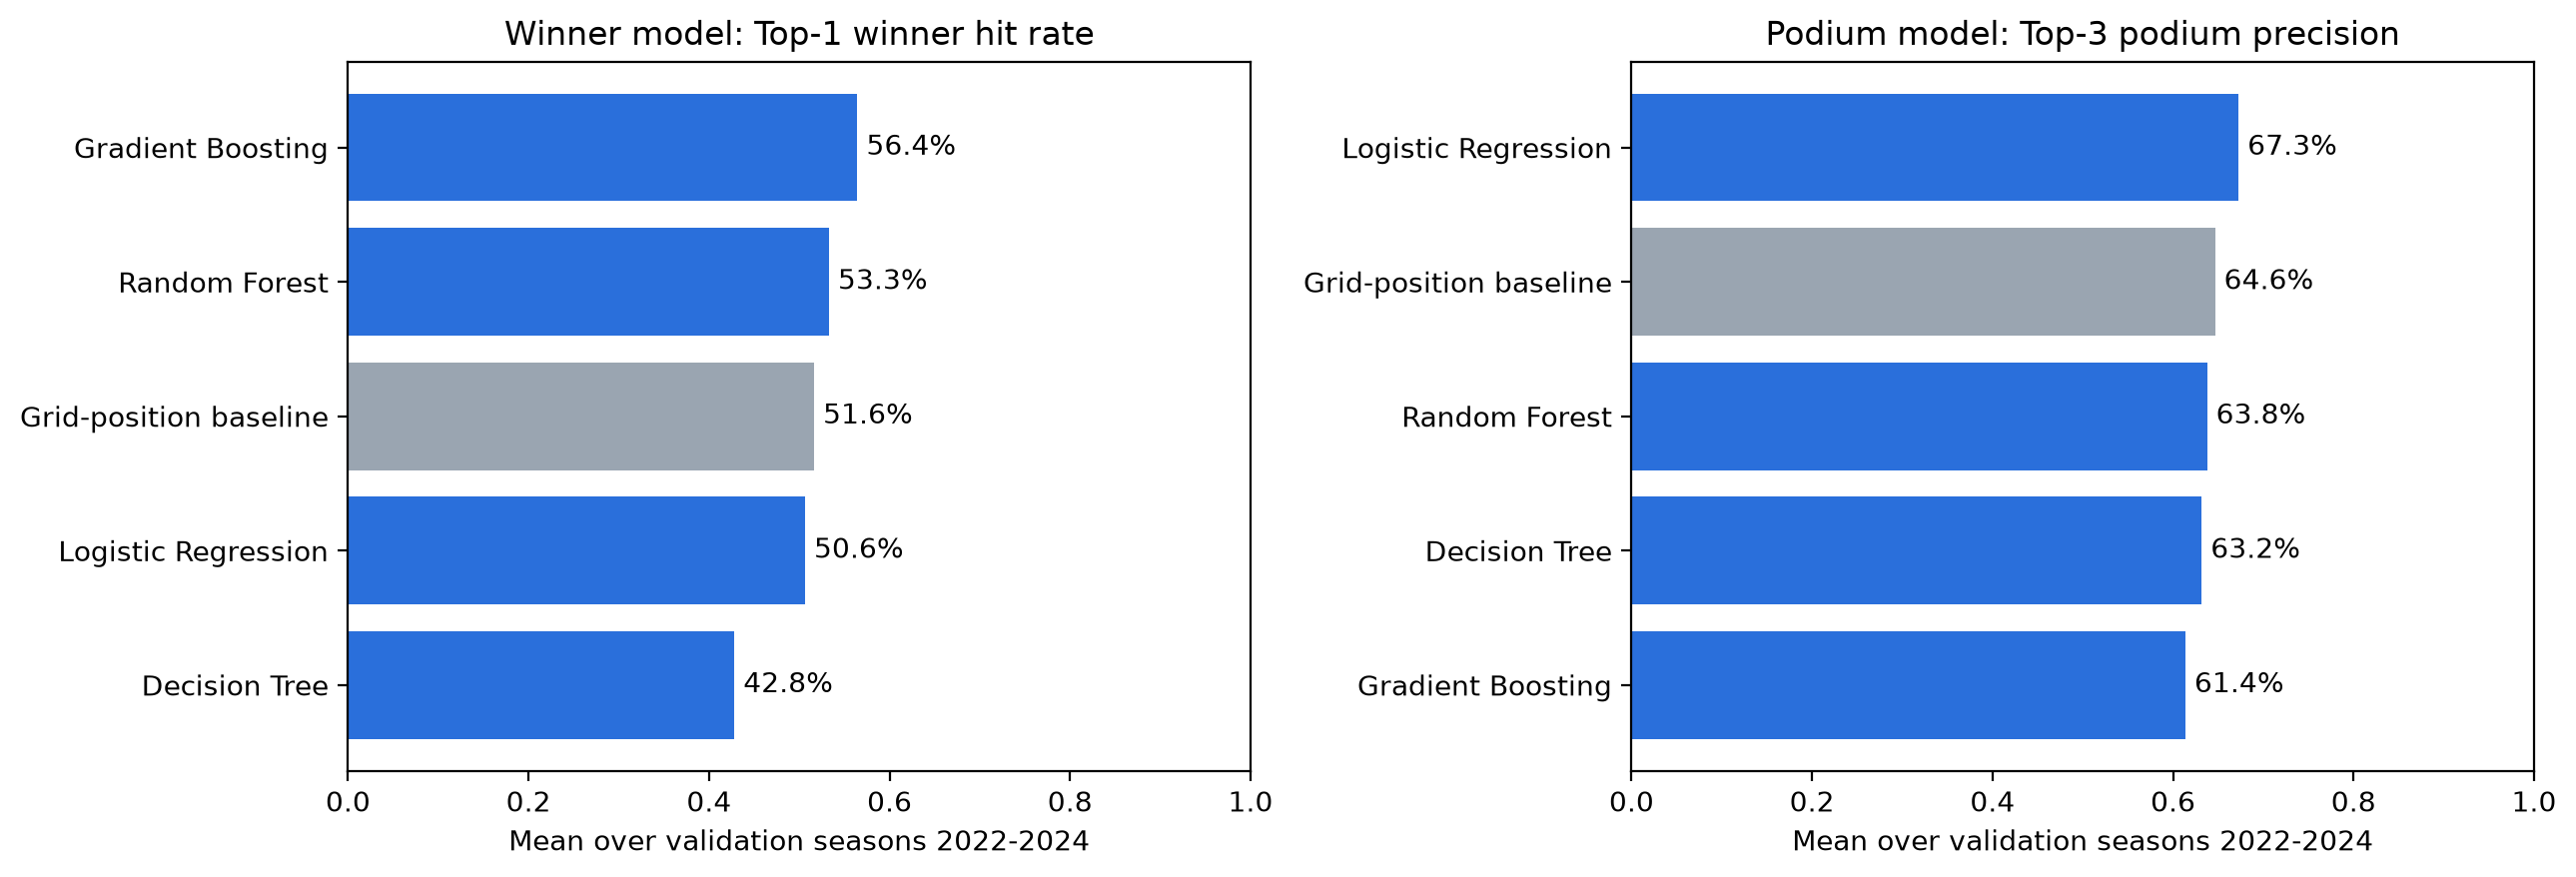 Winner model: Top-1 winner hit rate
Gradient Boosting
56.4%
Random Forest
53.3%
Grid-position baseline
51.6%
Logistic Regression
50.6%
Decision Tree
42.8%
0.0 0.2 0.4 0.6 0.8 1.0
Mean over validation seasons 2022-2024
Podium model: Top-3 podium precision
Logistic Regression
67.3%
Grid-position baseline
64.6%
Random Forest
63.8%
Decision Tree
63.2%
Gradient Boosting
61.4%
0.0 0.2 0.4 0.6 0.8 1.0
Mean over validation seasons 2022-2024